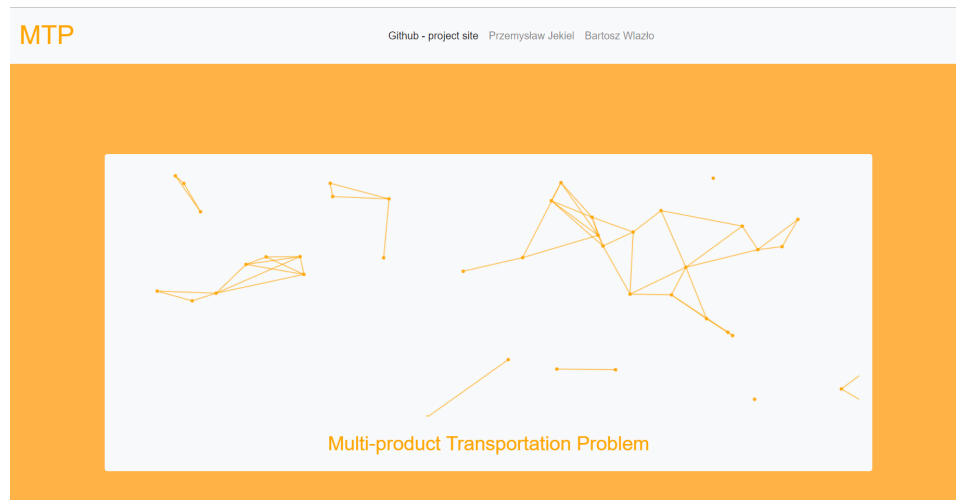 MTP
Github - project site Przemysław Jekiel Bartosz Wlazło
Multi-product Transportation Problem